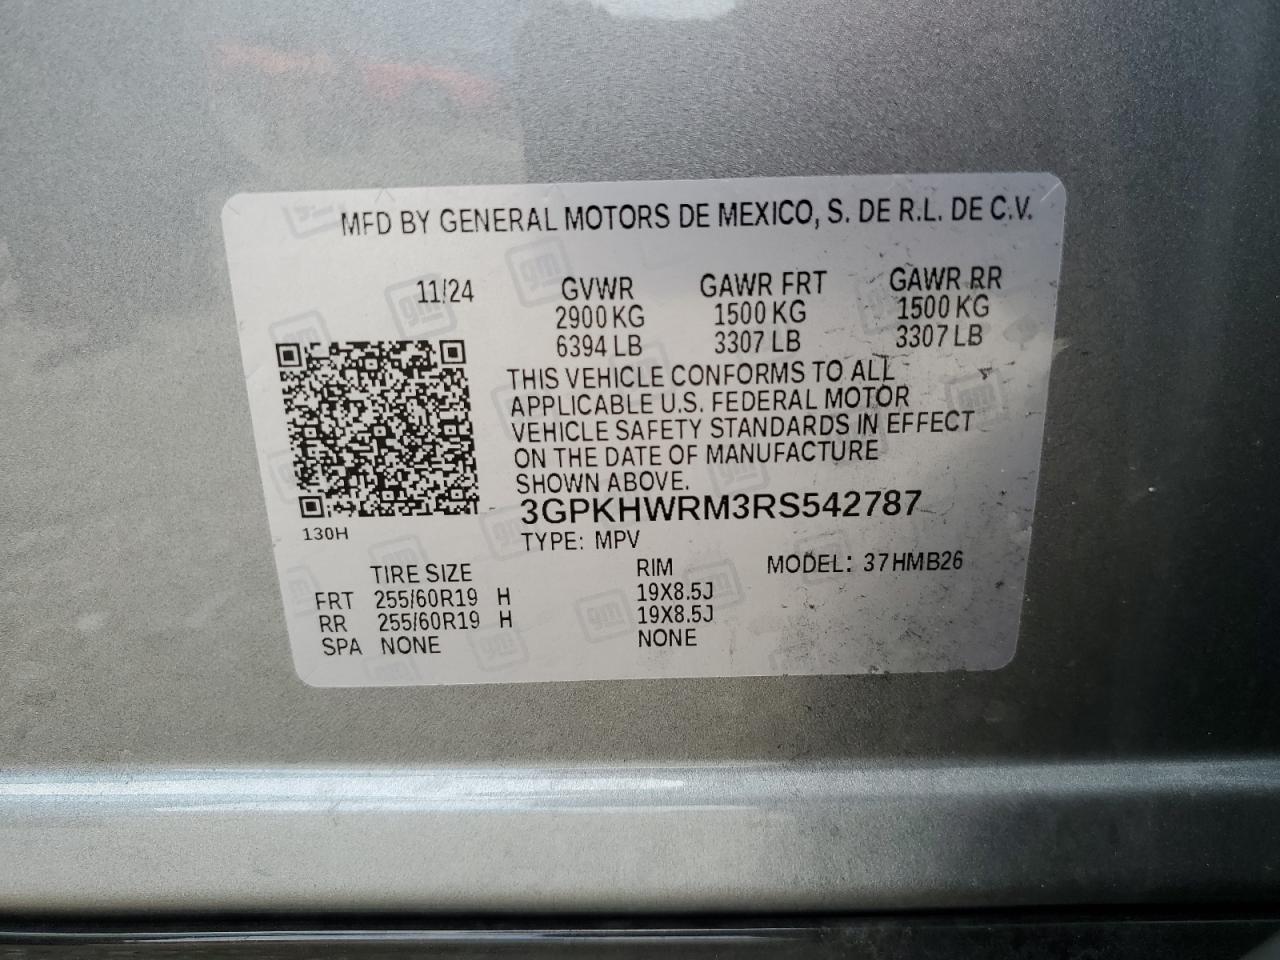 MFD BY GENERAL MOTORS DE MEXICO, S. DE R.L. DE C.V.
11/24 GVWR GAWR FRT GAWR RR
2900 KG 1500 KG 1500 KG
6394 LB 3307 LB 3307 LB
THIS VEHICLE CONFORMS TO ALL
APPLICABLE U.S. FEDERAL MOTOR
VEHICLE SAFETY STANDARDS IN EFFECT
ON THE DATE OF MANUFACTURE
SHOWN ABOVE.
3GPKHWRM3RS542787
130H
TYPE: MPV
TIRE SIZE RIM MODEL: 37HMB26
FRT 255/60R19 H 19X8.5J
RR 255/60R19 H 19X8.5J
SPA NONE NONE